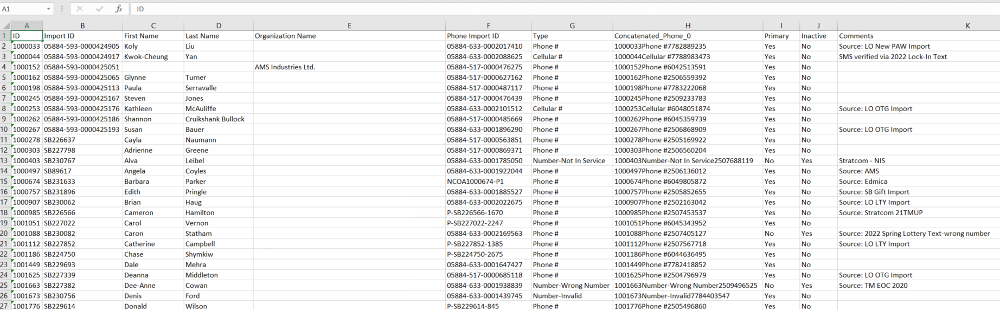 A1 fx ID
A B C D E F G H I J K
1 ID Import ID First Name Last Name Organization Name Phone Import ID Type Concatenated_Phone_0 Primary Inactive Comments
2 1000033 05884-593-0000424905 Koly Liu 05884-633-0002017410 Phone # 1000033Phone #7782889235 Yes No Source: LO New PAW Import
3 1000044 05884-593-0000424917 Kwok-Cheung Yan 05884-633-0002088625 Cellular # 1000044Cellular #7788983473 Yes No SMS verified via 2022 Lock-In Text
4 1000152 05884-593-0000425051 AMS Industries Ltd. 05884-517-0000476275 Phone # 1000152Phone #6042513591 Yes No
5 1000162 05884-593-0000425065 Glynne Turner 05884-517-0000627162 Phone # 1000162Phone #2506559392 Yes No
6 1000198 05884-593-0000425113 Paula Serravalle 05884-517-0000487117 Phone # 1000198Phone #7783222068 Yes No
7 1000245 05884-593-0000425167 Steven Jones 05884-517-0000476439 Phone # 1000245Phone #2509233783 Yes No
8 1000253 05884-593-0000425176 Kathleen McAuliffe 05884-633-0002101512 Cellular # 1000253Cellular #6048051874 Yes No Source: LO OTG Import
9 1000262 05884-593-0000425186 Shannon Cruikshank Bullock 05884-517-0000485669 Phone # 1000262Phone #6045359739 Yes No
10 1000267 05884-593-0000425193 Susan Bauer 05884-633-0001896290 Phone # 1000267Phone #2506868909 Yes No Source: LO OTG Import
11 1000278 SB226637 Cayla Naumann 05884-517-0000563851 Phone # 1000278Phone #2505169922 Yes No
12 1000303 SB227798 Adrienne Greene 05884-517-0000869371 Phone # 1000303Phone #2506560204 Yes No
13 1000403 SB230767 Alva Leibel 05884-633-0001785050 Number-Not In Service 1000403Number-Not In Service2507688119 No Yes Stratcom - NIS
14 1000497 SB89617 Angela Coyles 05884-633-0001922044 Phone # 1000497Phone #2506136012 Yes No Source: AMS
15 1000674 SB231633 Barbara Parker NCOA1000674-P1 Phone # 1000674Phone #6049805872 Yes No Source: Edmica
16 1000757 SB231896 Edith Pringle 05884-633-0001885527 Phone # 1000757Phone #2505852655 Yes No Source: SB Gift Import
17 1000907 SB230062 Brian Haug 05884-633-0002022675 Phone # 1000907Phone #2502163042 Yes No Source: LO LTY Import
18 1000985 SB226566 Cameron Hamilton P-SB226566-1670 Phone # 1000985Phone #2507453537 Yes No Source: Stratcom 21TMUP
19 1001051 SB227022 Carol Vernon P-SB227022-2247 Phone # 1001051Phone #6045343952 Yes No
20 1001088 SB230082 Caron Statham 05884-633-0002169563 Phone # 1001088Phone #2507405127 No Yes Source: 2022 Spring Lottery Text-wrong number
21 1001112 SB227852 Catherine Campbell P-SB227852-1385 Phone # 1001112Phone #2507567718 Yes No Source: LO LTY Import
22 1001186 SB224750 Chase Shymkiw P-SB224750-2675 Phone # 1001186Phone #6044636495 Yes No
23 1001449 SB229693 Dale Mehra 05884-633-0001647427 Phone # 1001449Phone #7782418852 Yes No
24 1001625 SB227339 Deanna Middleton 05884-517-0000685118 Phone # 1001625Phone #2504796979 Yes No Source: LO OTG Import
25 1001663 SB227382 Dee-Anne Cowan 05884-633-0001938839 Number-Wrong Number 1001663Number-Wrong Number2509496525 No Yes Source: TM EOC 2020
26 1001673 SB230756 Denis Ford 05884-633-0001439745 Number-Invalid 1001673Number-Invalid7784403547 Yes No
27 1001776 SB229614 Donald Wilson P-SB229614-845 Phone # 1001776Phone #2505496860 Yes No